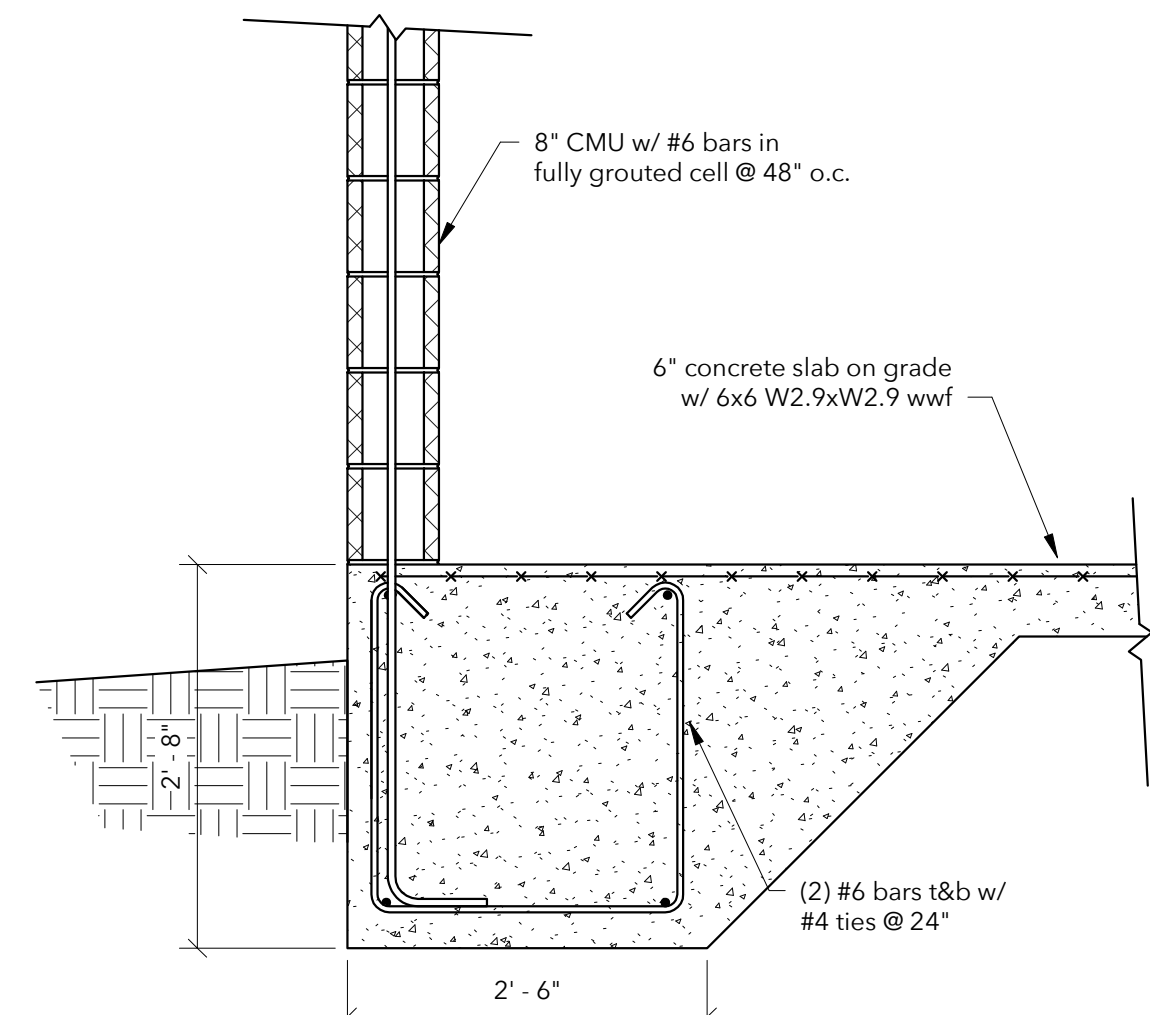 8" CMU w/ #6 bars in
fully grouted cell @ 48" o.c.
6" concrete slab on grade
w/ 6x6 W2.9xW2.9 wwf
2' - 8"
(2) #6 bars t&b w/
#4 ties @ 24"
2' - 6"